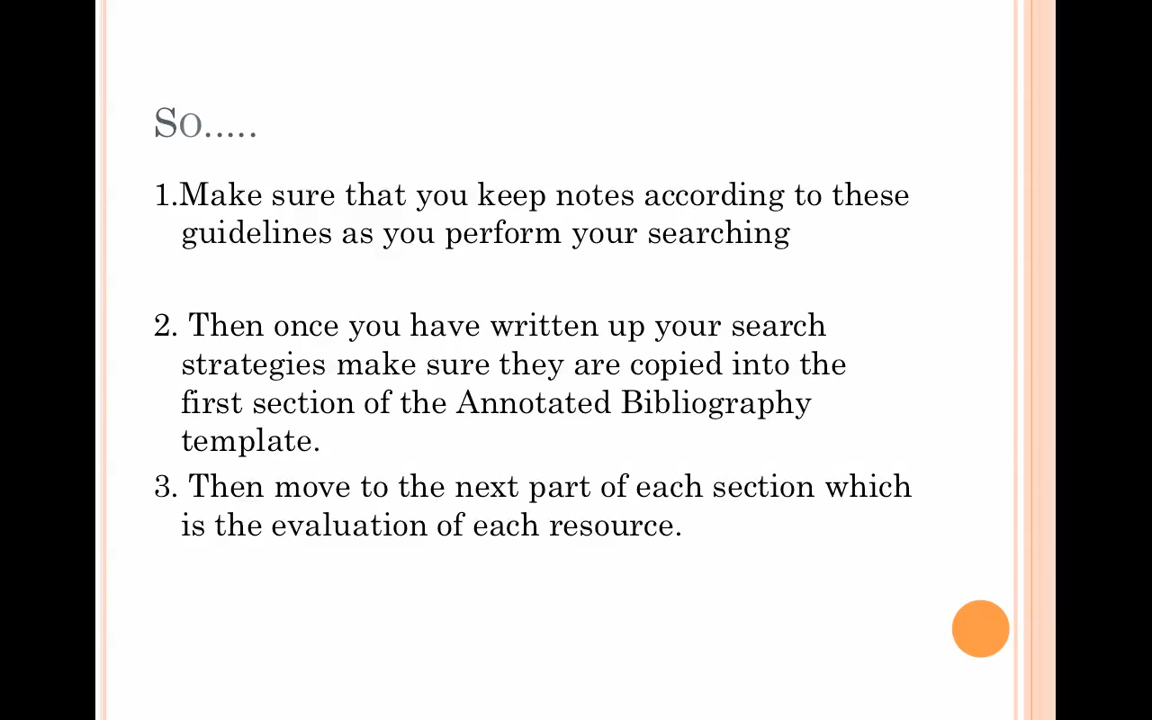 So.....
1.Make sure that you keep notes according to these
guidelines as you perform your searching
2. Then once you have written up your search
strategies make sure they are copied into the
first section of the Annotated Bibliography
template.
3. Then move to the next part of each section which
is the evaluation of each resource.